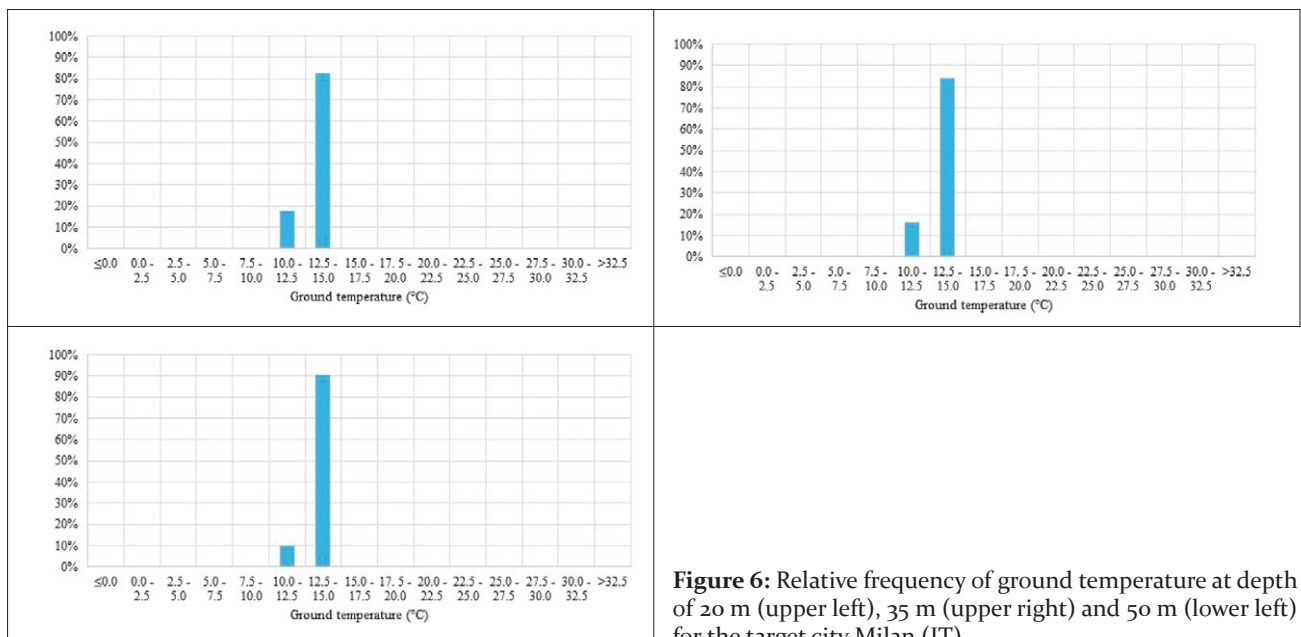 100%
90%
80%
70%
60%
50%
40%
30%
20%
10%
0%
≤0.0 0.0 - 2.5 - 5.0 - 7.5 - 10.0 - 12.5 - 15.0 - 17.5 - 20.0 - 22.5 - 25.0 - 27.5 - 30.0 - >32.5
2.5 5.0 7.5 10.0 12.5 15.0 17.5 20.0 22.5 25.0 27.5 30.0 32.5
Ground temperature (°C)
100%
90%
80%
70%
60%
50%
40%
30%
20%
10%
0%
≤0.0 0.0 - 2.5 - 5.0 - 7.5 - 10.0 - 12.5 - 15.0 - 17.5 - 20.0 - 22.5 - 25.0 - 27.5 - 30.0 - >32.5
2.5 5.0 7.5 10.0 12.5 15.0 17.5 20.0 22.5 25.0 27.5 30.0 32.5
Ground temperature (°C)
100%
90%
80%
70%
60%
50%
40%
30%
20%
10%
0%
≤0.0 0.0 - 2.5 - 5.0 - 7.5 - 10.0 - 12.5 - 15.0 - 17.5 - 20.0 - 22.5 - 25.0 - 27.5 - 30.0 - >32.5
2.5 5.0 7.5 10.0 12.5 15.0 17.5 20.0 22.5 25.0 27.5 30.0 32.5
Ground temperature (°C)
Figure 6: Relative frequency of ground temperature at depth
of 20 m (upper left), 35 m (upper right) and 50 m (lower left)
for the target city Milan (IT)